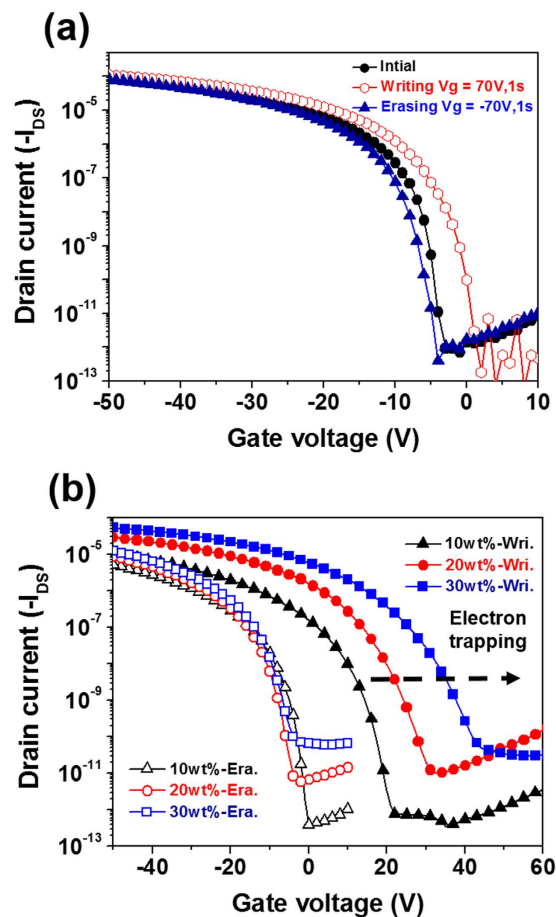 (a)
Intial
Writing Vg = 70V,1s
Erasing Vg = -70V,1s
Drain current (-I_DS)
10^-5
10^-7
10^-9
10^-11
10^-13
-50 -40 -30 -20 -10 0 10
Gate voltage (V)
(b)
10wt%-Wri.
20wt%-Wri.
30wt%-Wri.
Electron
trapping
10wt%-Era.
20wt%-Era.
30wt%-Era.
Drain current (-I_DS)
10^-5
10^-7
10^-9
10^-11
10^-13
-40 -20 0 20 40 60
Gate voltage (V)